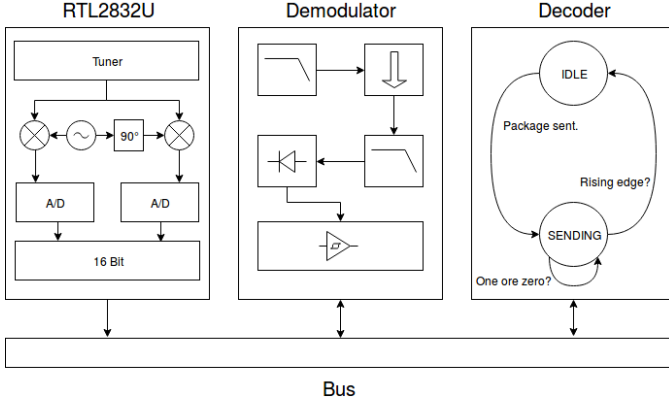 RTL2832U
Demodulator
Decoder
Tuner
IDLE
90°
Package sent.
Rising edge?
A/D
A/D
SENDING
16 Bit
One ore zero?
Bus